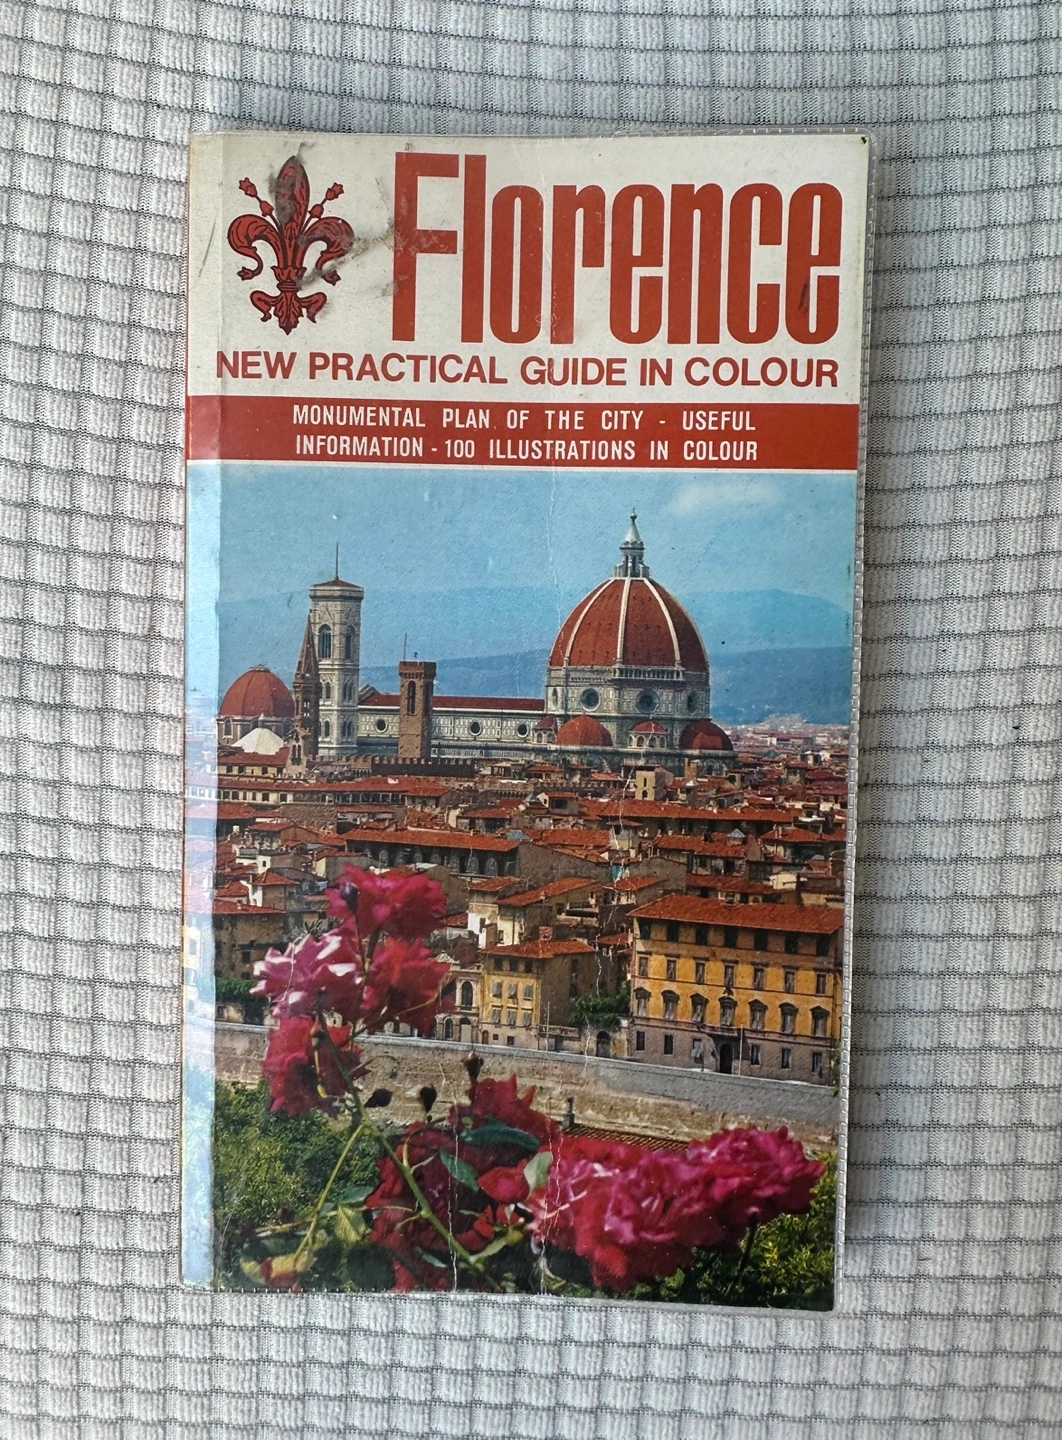 Florence
NEW PRACTICAL GUIDE IN COLOUR
MONUMENTAL PLAN OF THE CITY - USEFUL
INFORMATION - 100 ILLUSTRATIONS IN COLOUR